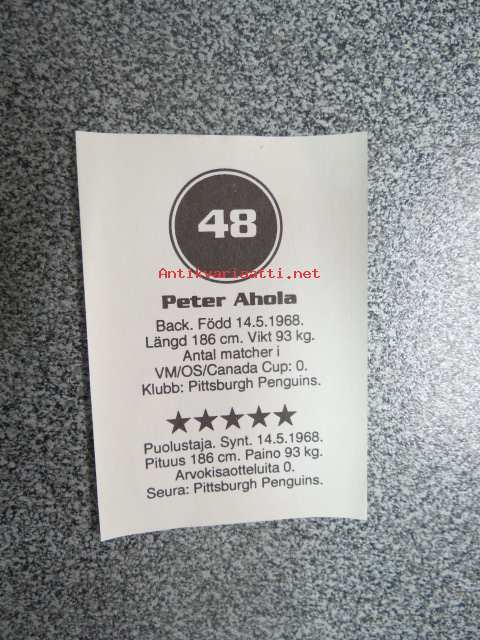 48
Antikvariaatti.net
Peter Ahola
Back. Född 14.5.1968.
Längd 186 cm. Vikt 93 kg.
Antal matcher i
VM/OS/Canada Cup: 0.
Klubb: Pittsburgh Penguins.
Puolustaja. Synt. 14.5.1968.
Pituus 186 cm. Paino 93 kg.
Arvokisaotteluita 0.
Seura: Pittsburgh Penguins.